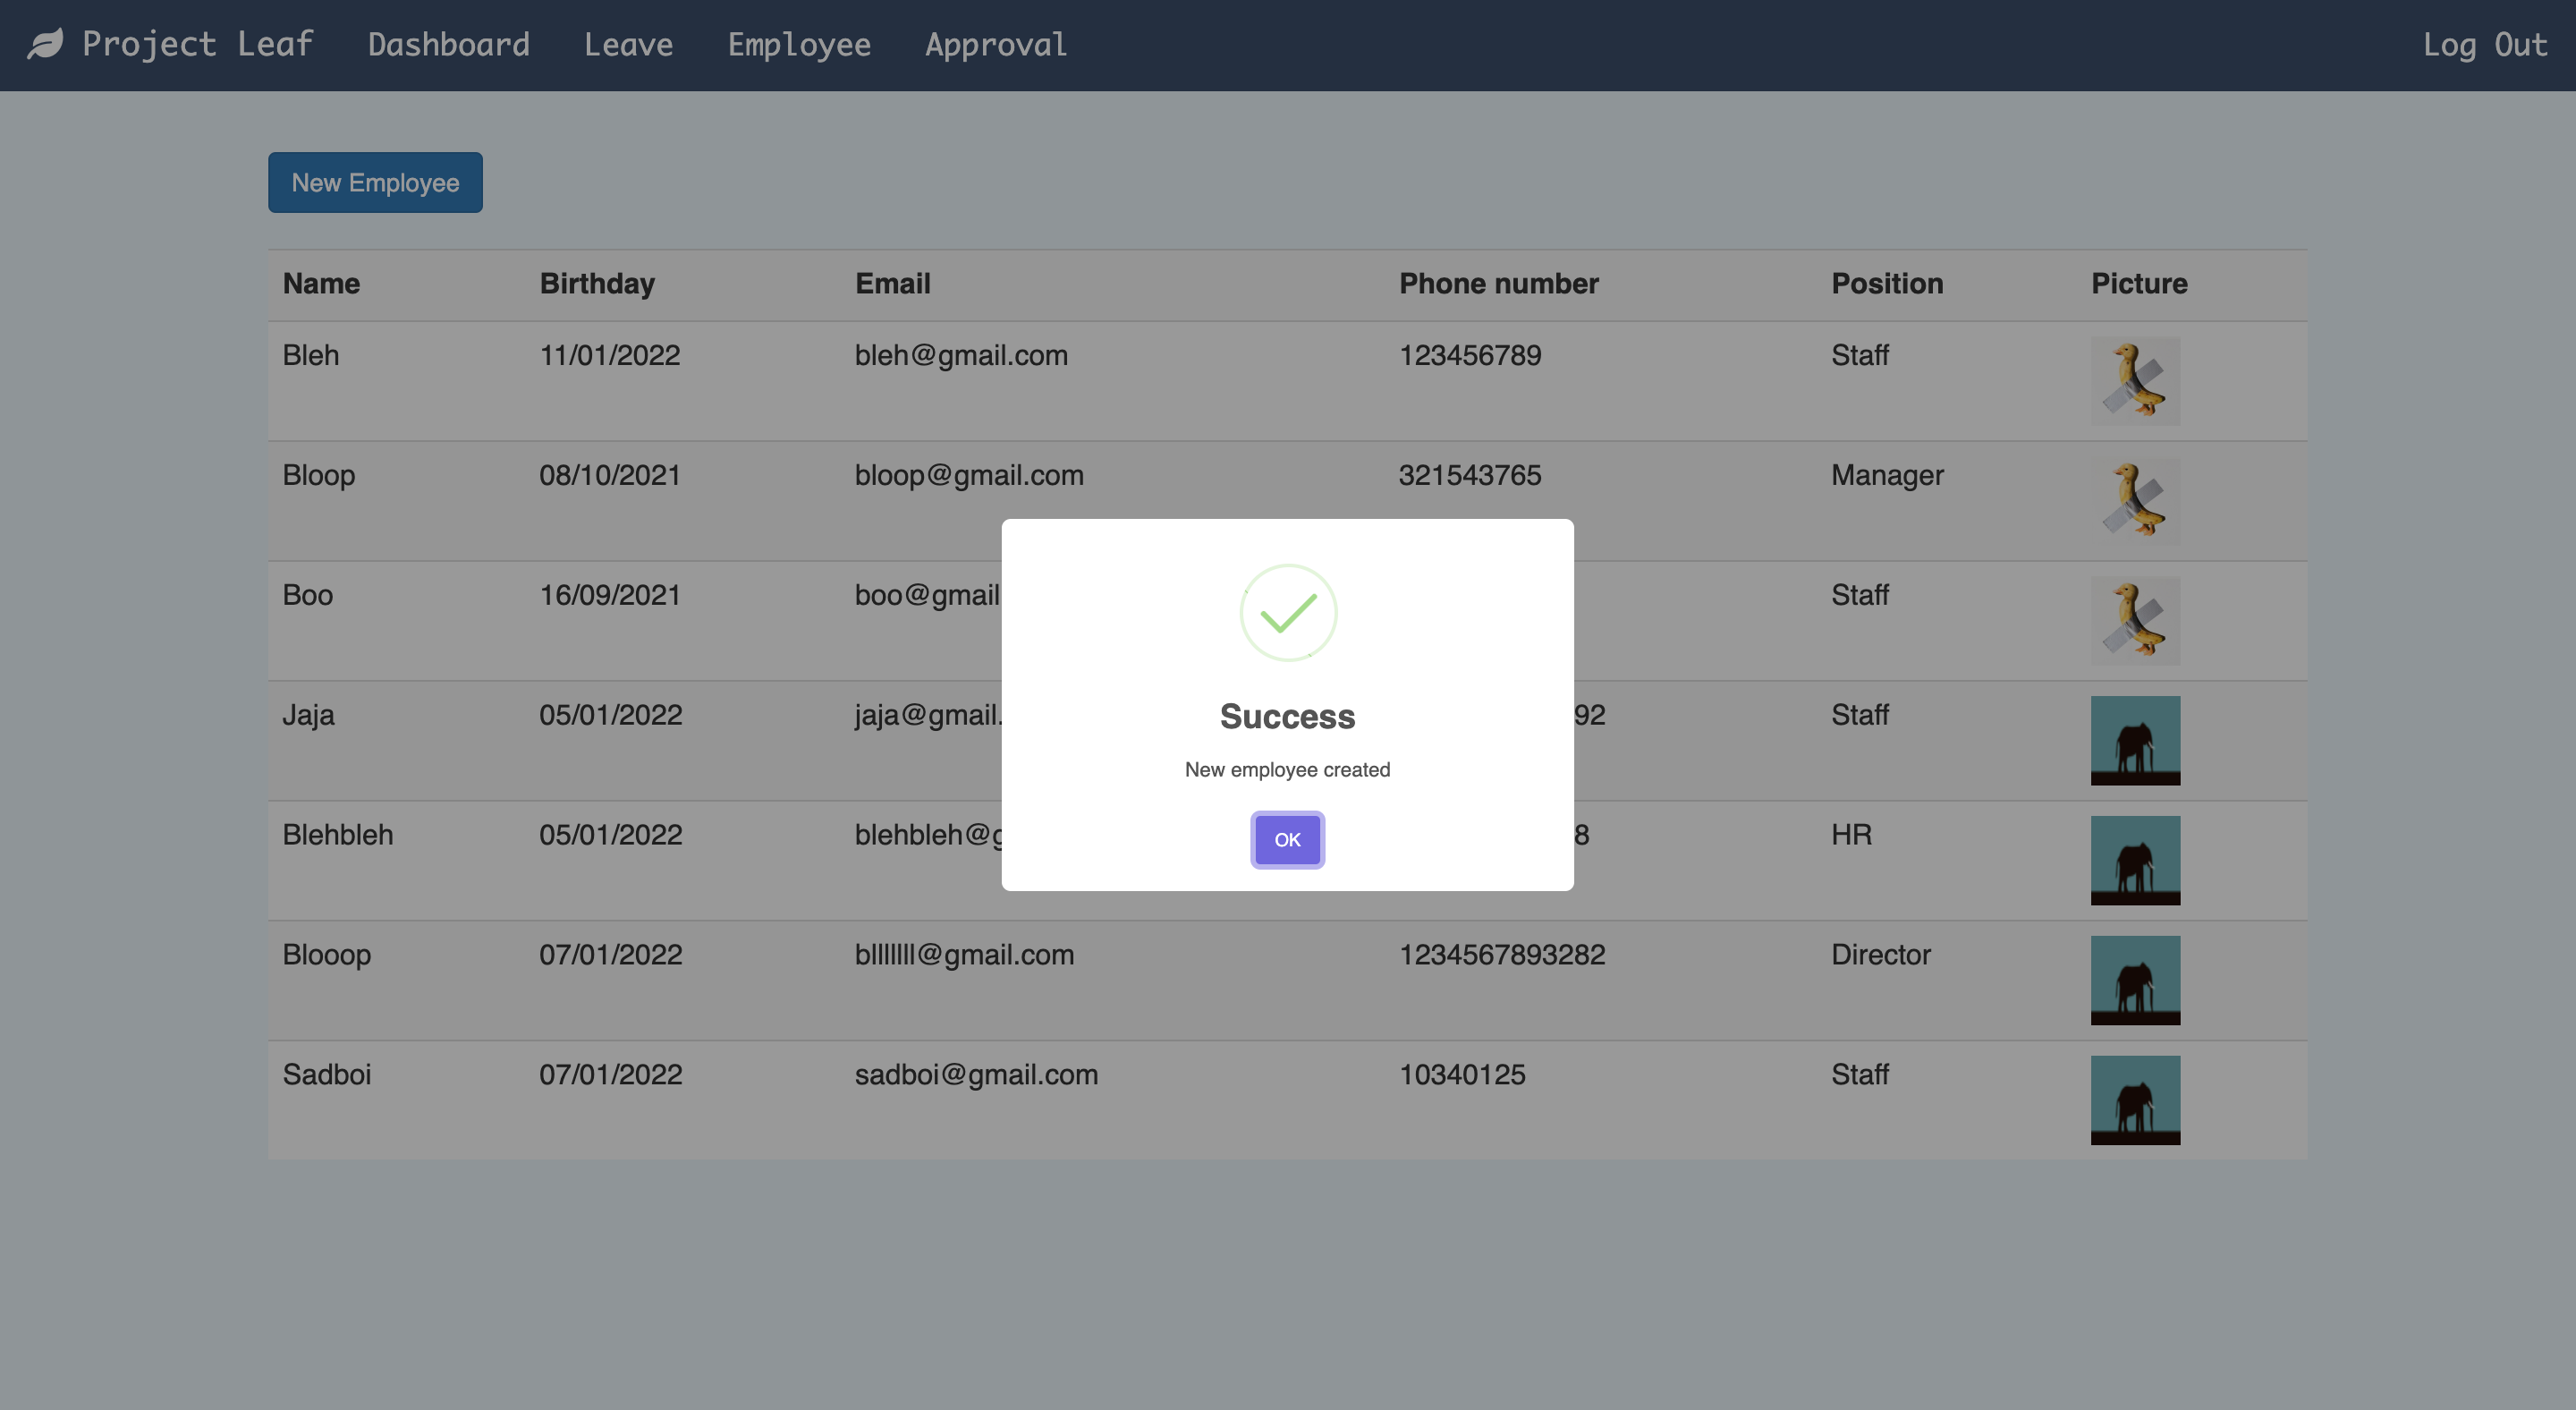 Project Leaf Dashboard Leave Employee Approval Log Out
New Employee
Name Birthday Email Phone number Position Picture
Bleh 11/01/2022 bleh@gmail.com 123456789 Staff
Bloop 08/10/2021 bloop@gmail.com 321543765 Manager
Boo 16/09/2021 boo@gmail Staff
Jaja 05/01/2022 jaja@gmail. 92 Staff
Blehbleh 05/01/2022 blehbleh@g 8 HR
Blooop 07/01/2022 1234567893282 Director
Sadboi 07/01/2022 sadboi@gmail.com 10340125 Staff
Success
New employee created
OK